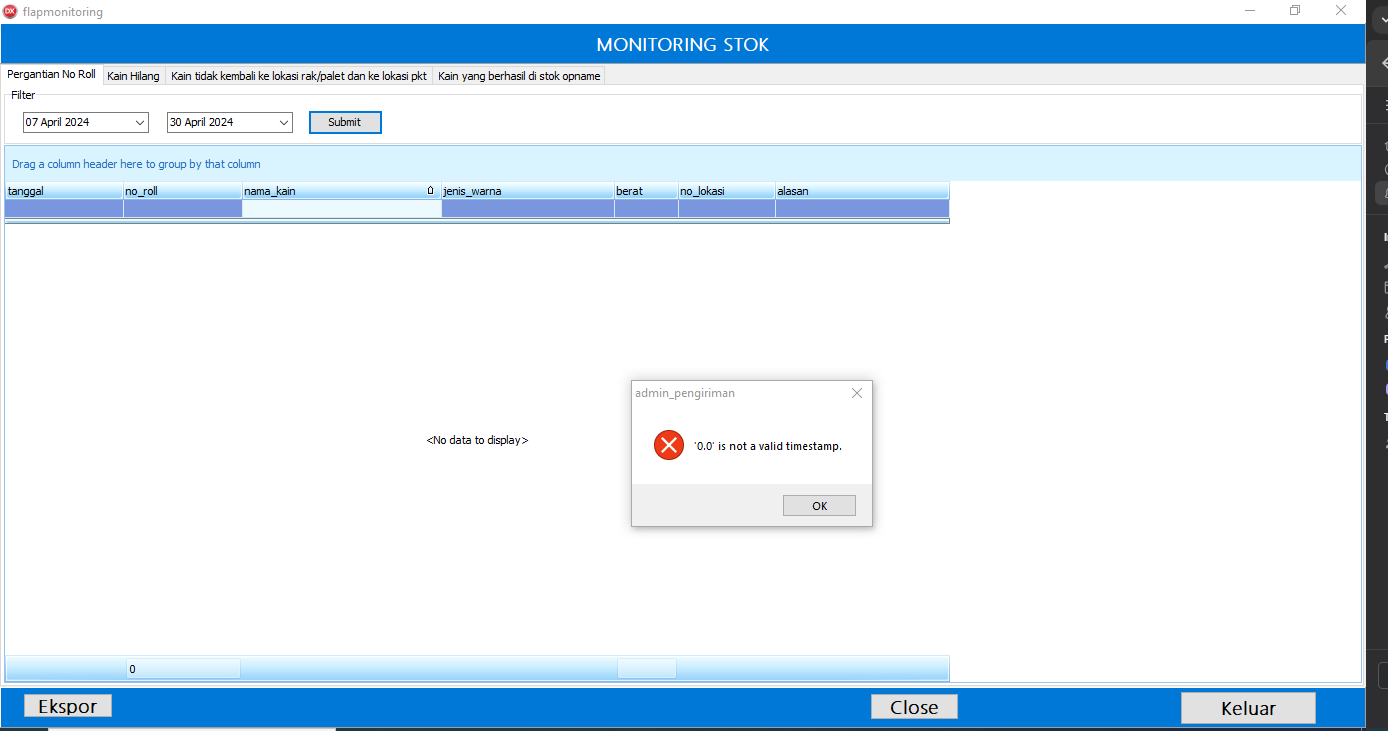 DX flapmonitoring
MONITORING STOK
Pergantian No Roll Kain Hilang Kain tidak kembali ke lokasi rak/palet dan ke lokasi pkt Kain yang berhasil di stok opname
Filter
07 April 2024 30 April 2024 Submit
Drag a column header here to group by that column
tanggal no_roll nama_kain jenis_warna berat no_lokasi alasan
admin_pengiriman
<No data to display>
'0.0' is not a valid timestamp.
OK
0
Ekspor Close Keluar